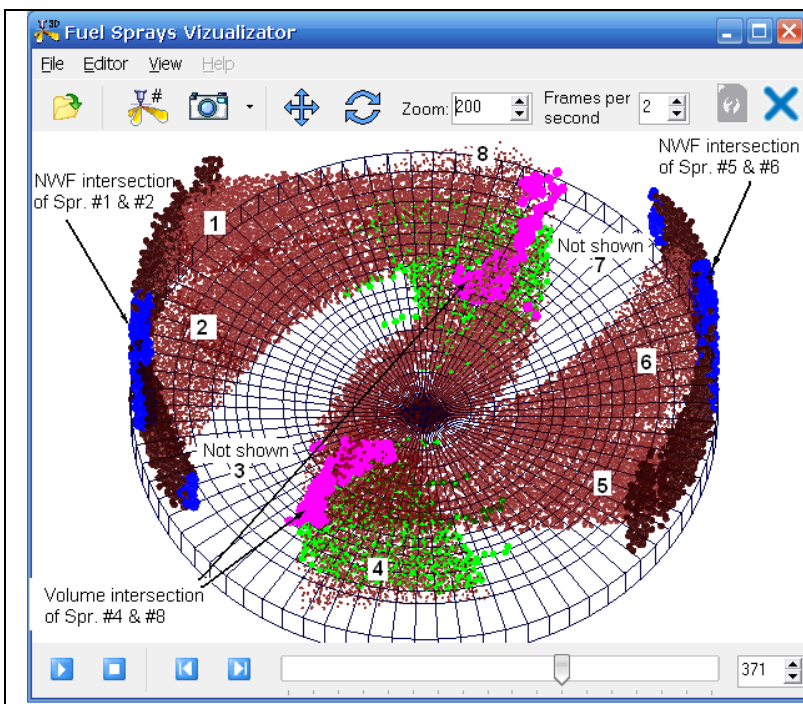 Fuel Sprays Vizualizator
File Editor View Help
Zoom: 200 Frames per second 2
NWF intersection
of Spr. #1 & #2
8
NWF intersection
of Spr. #5 & #6
1
Not shown
7
2
6
Not shown
3
5
4
Volume intersection
of Spr. #4 & #8
371